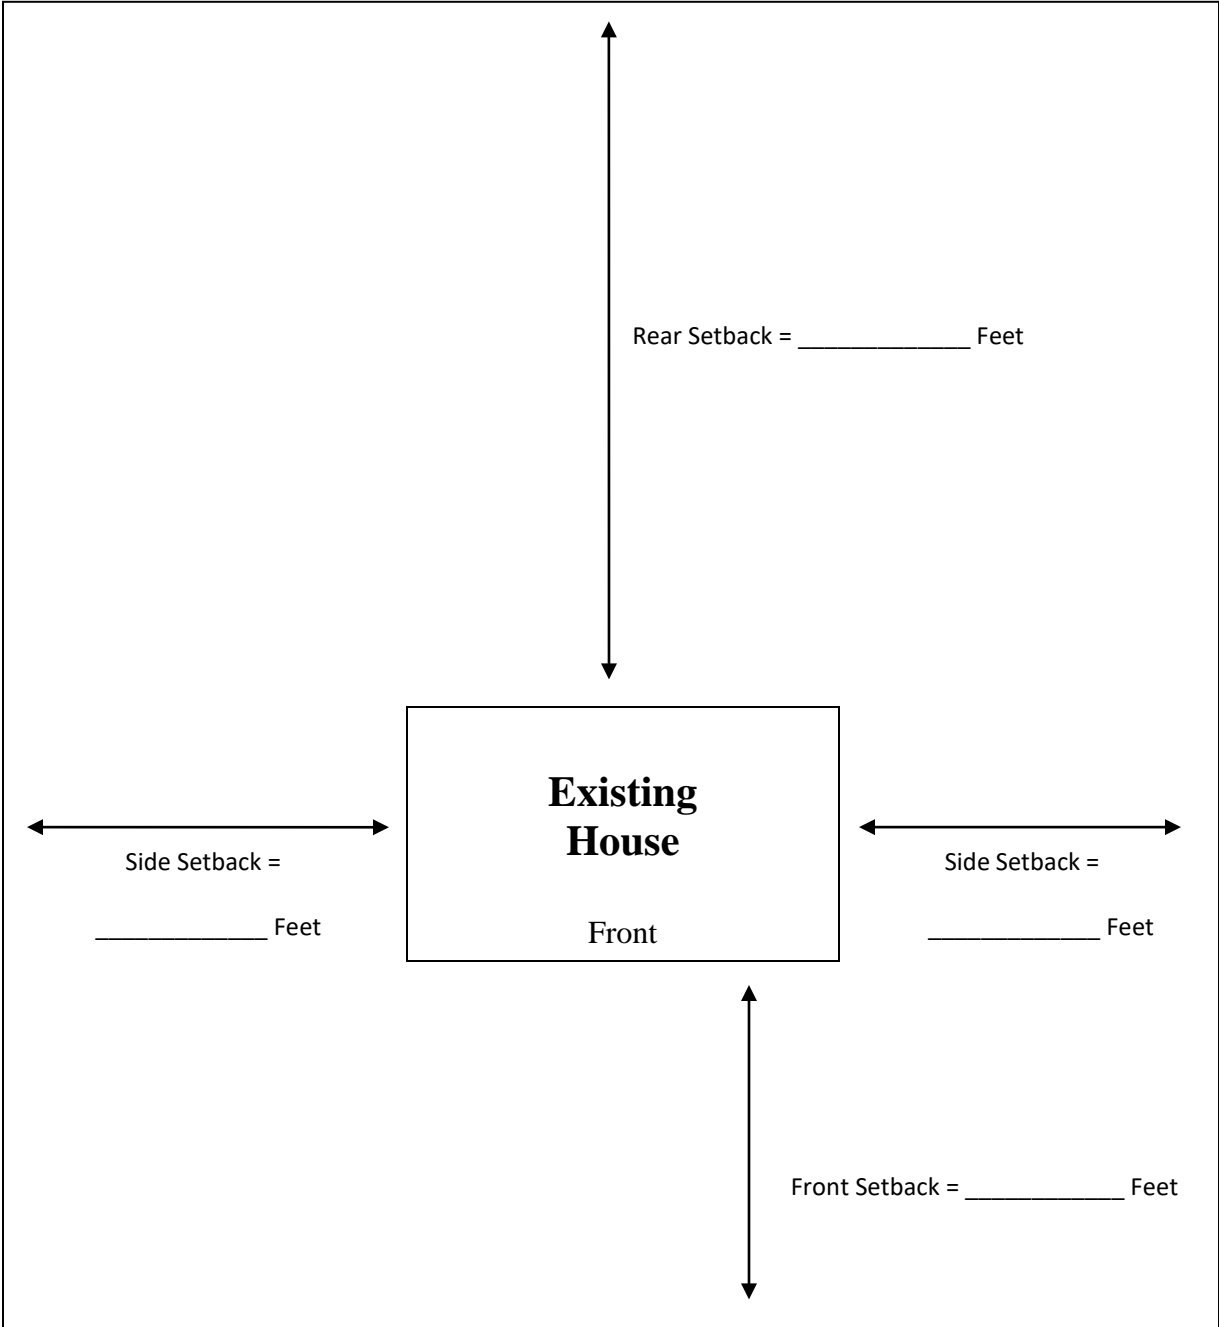 Rear Setback = _____________ Feet
Existing
House
Front
Side Setback =
_____________ Feet
Side Setback =
_____________ Feet
Front Setback = ____________ Feet